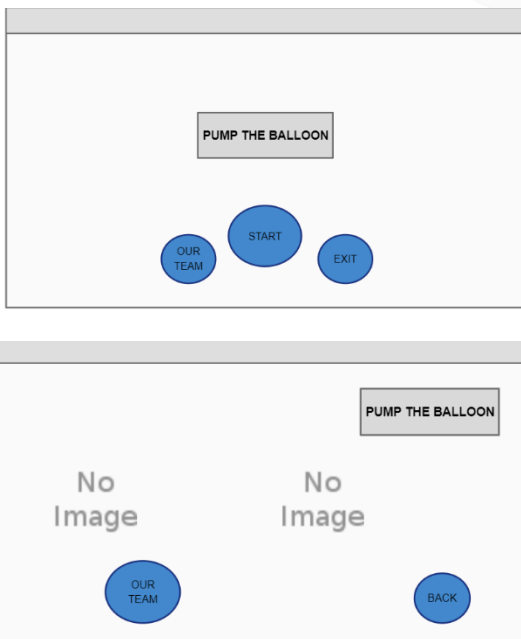 PUMP THE BALLOON
START
OUR
TEAM
EXIT
PUMP THE BALLOON
No
Image
No
Image
OUR
TEAM
BACK